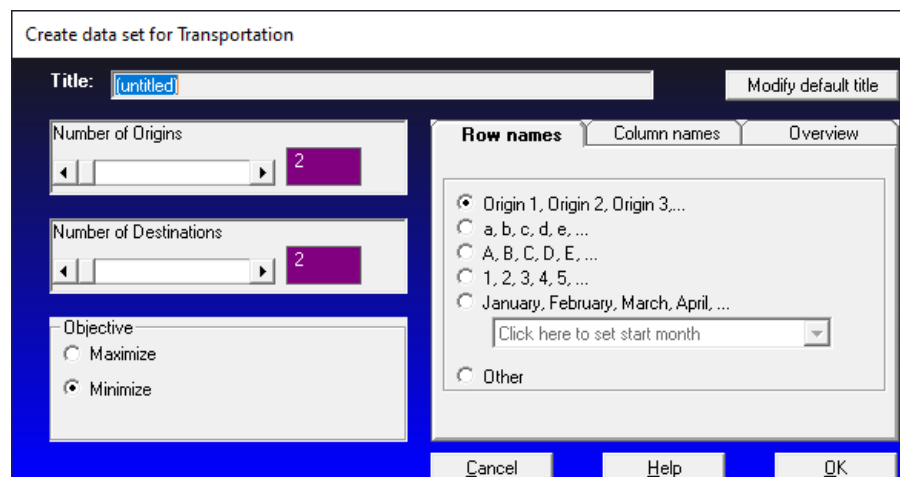 Create data set for Transportation
Title: (untitled) Modify default title
Number of Origins
2
Number of Destinations
2
Objective
Maximize
Minimize
Row names Column names Overview
Origin 1, Origin 2, Origin 3,...
a, b, c, d, e, ...
A, B, C, D, E, ...
1, 2, 3, 4, 5, ...
January, February, March, April, ...
Click here to set start month
Other
Cancel Help OK